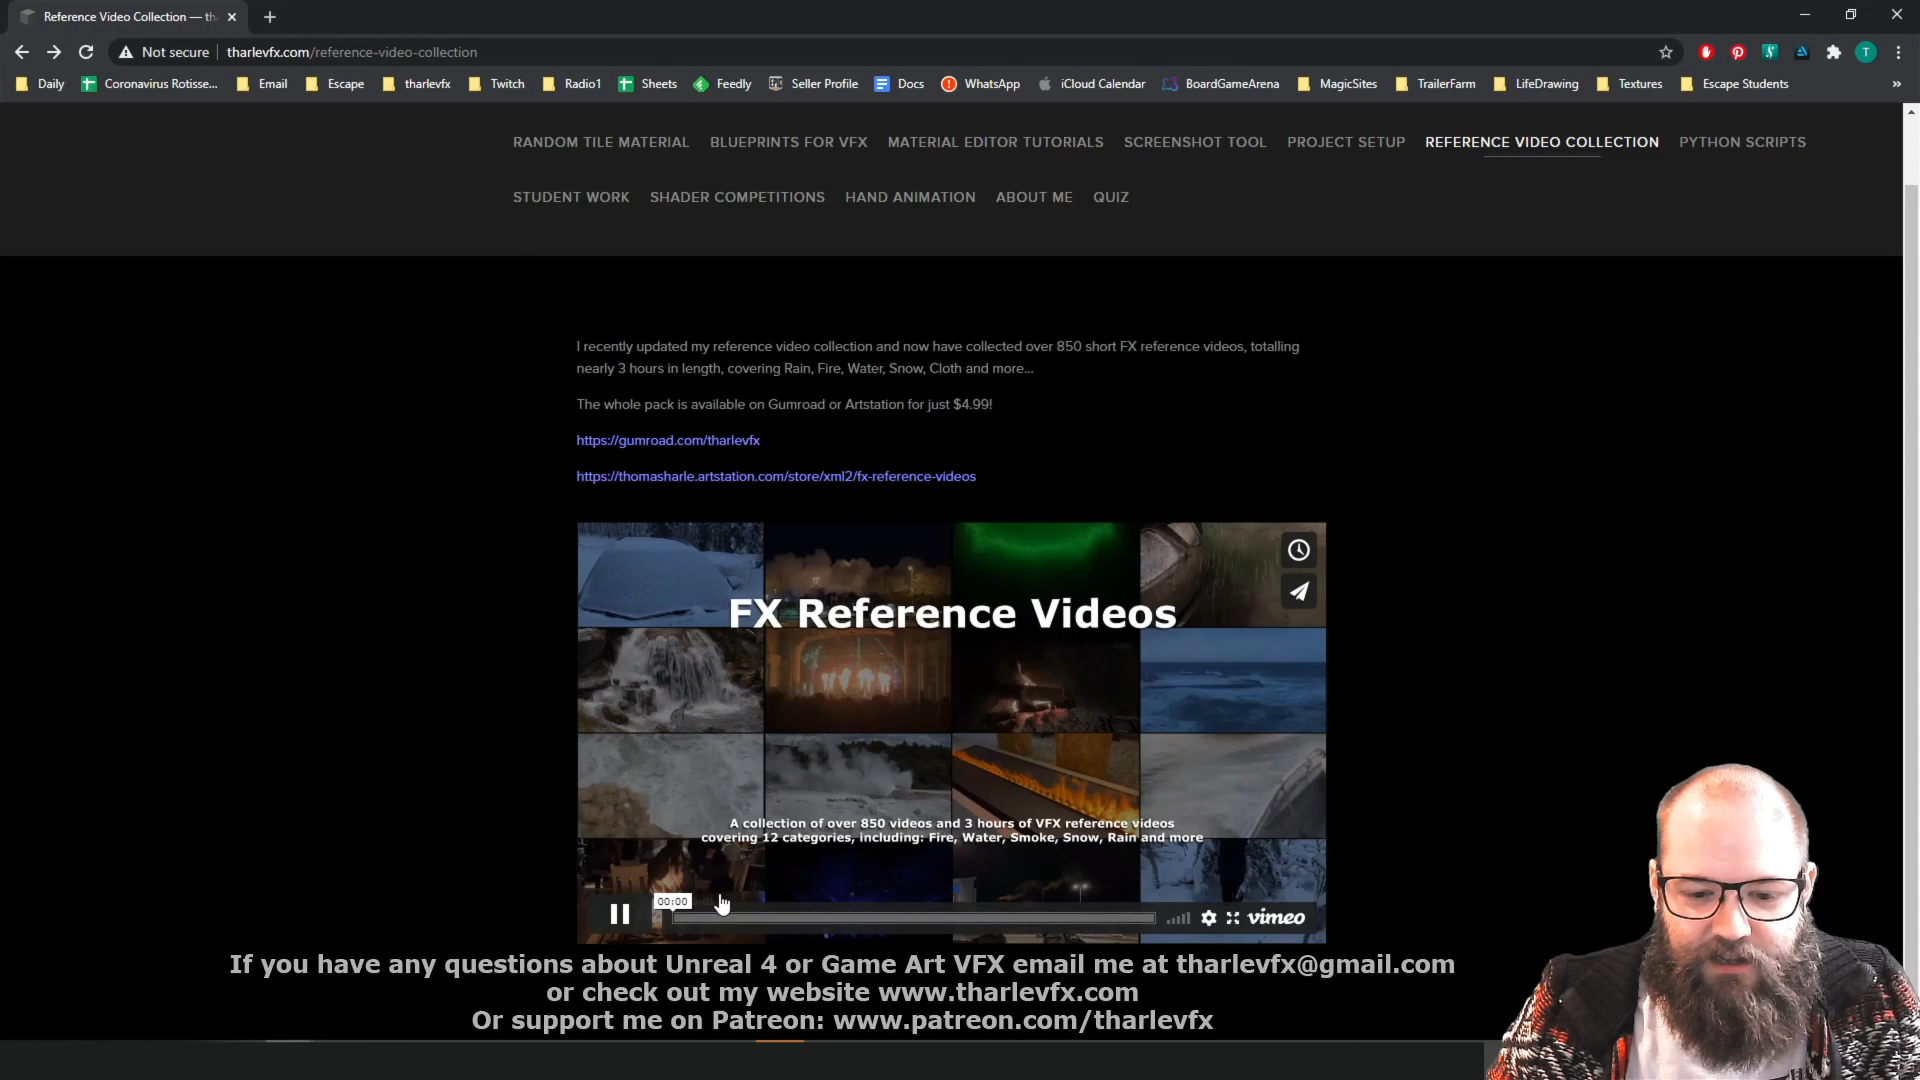 Reference Video Collection — th
Not secure
tharlevfx.com/reference-video-collection
T
Daily
Coronavirus Rotisse...
Email
Escape
tharlevfx
Twitch
Radio1
Sheets
Feedly
Seller Profile
Docs
WhatsApp
iCloud Calendar
BoardGameArena
MagicSites
TrailerFarm
LifeDrawing
Textures
Escape Students
»
RANDOM TILE MATERIAL
BLUEPRINTS FOR VFX
MATERIAL EDITOR TUTORIALS
SCREENSHOT TOOL
PROJECT SETUP
REFERENCE VIDEO COLLECTION
PYTHON SCRIPTS
STUDENT WORK
SHADER COMPETITIONS
HAND ANIMATION
ABOUT ME
QUIZ
I recently updated my reference video collection and now have collected over 850 short FX reference videos, totalling
nearly 3 hours in length, covering Rain, Fire, Water, Snow, Cloth and more...
The whole pack is available on Gumroad or Artstation for just $4.99!
https://gumroad.com/tharlevfx
https://thomasharle.artstation.com/store/xml2/fx-reference-videos
FX Reference Videos
A collection of over 850 videos and 3 hours of VFX reference videos
covering 12 categories, including: Fire, Water, Smoke, Snow, Rain and more
00:00
vimeo
If you have any questions about Unreal 4 or Game Art VFX email me at tharlevfx@gmail.com
or check out my website www.tharlevfx.com
Or support me on Patreon: www.patreon.com/tharlevfx